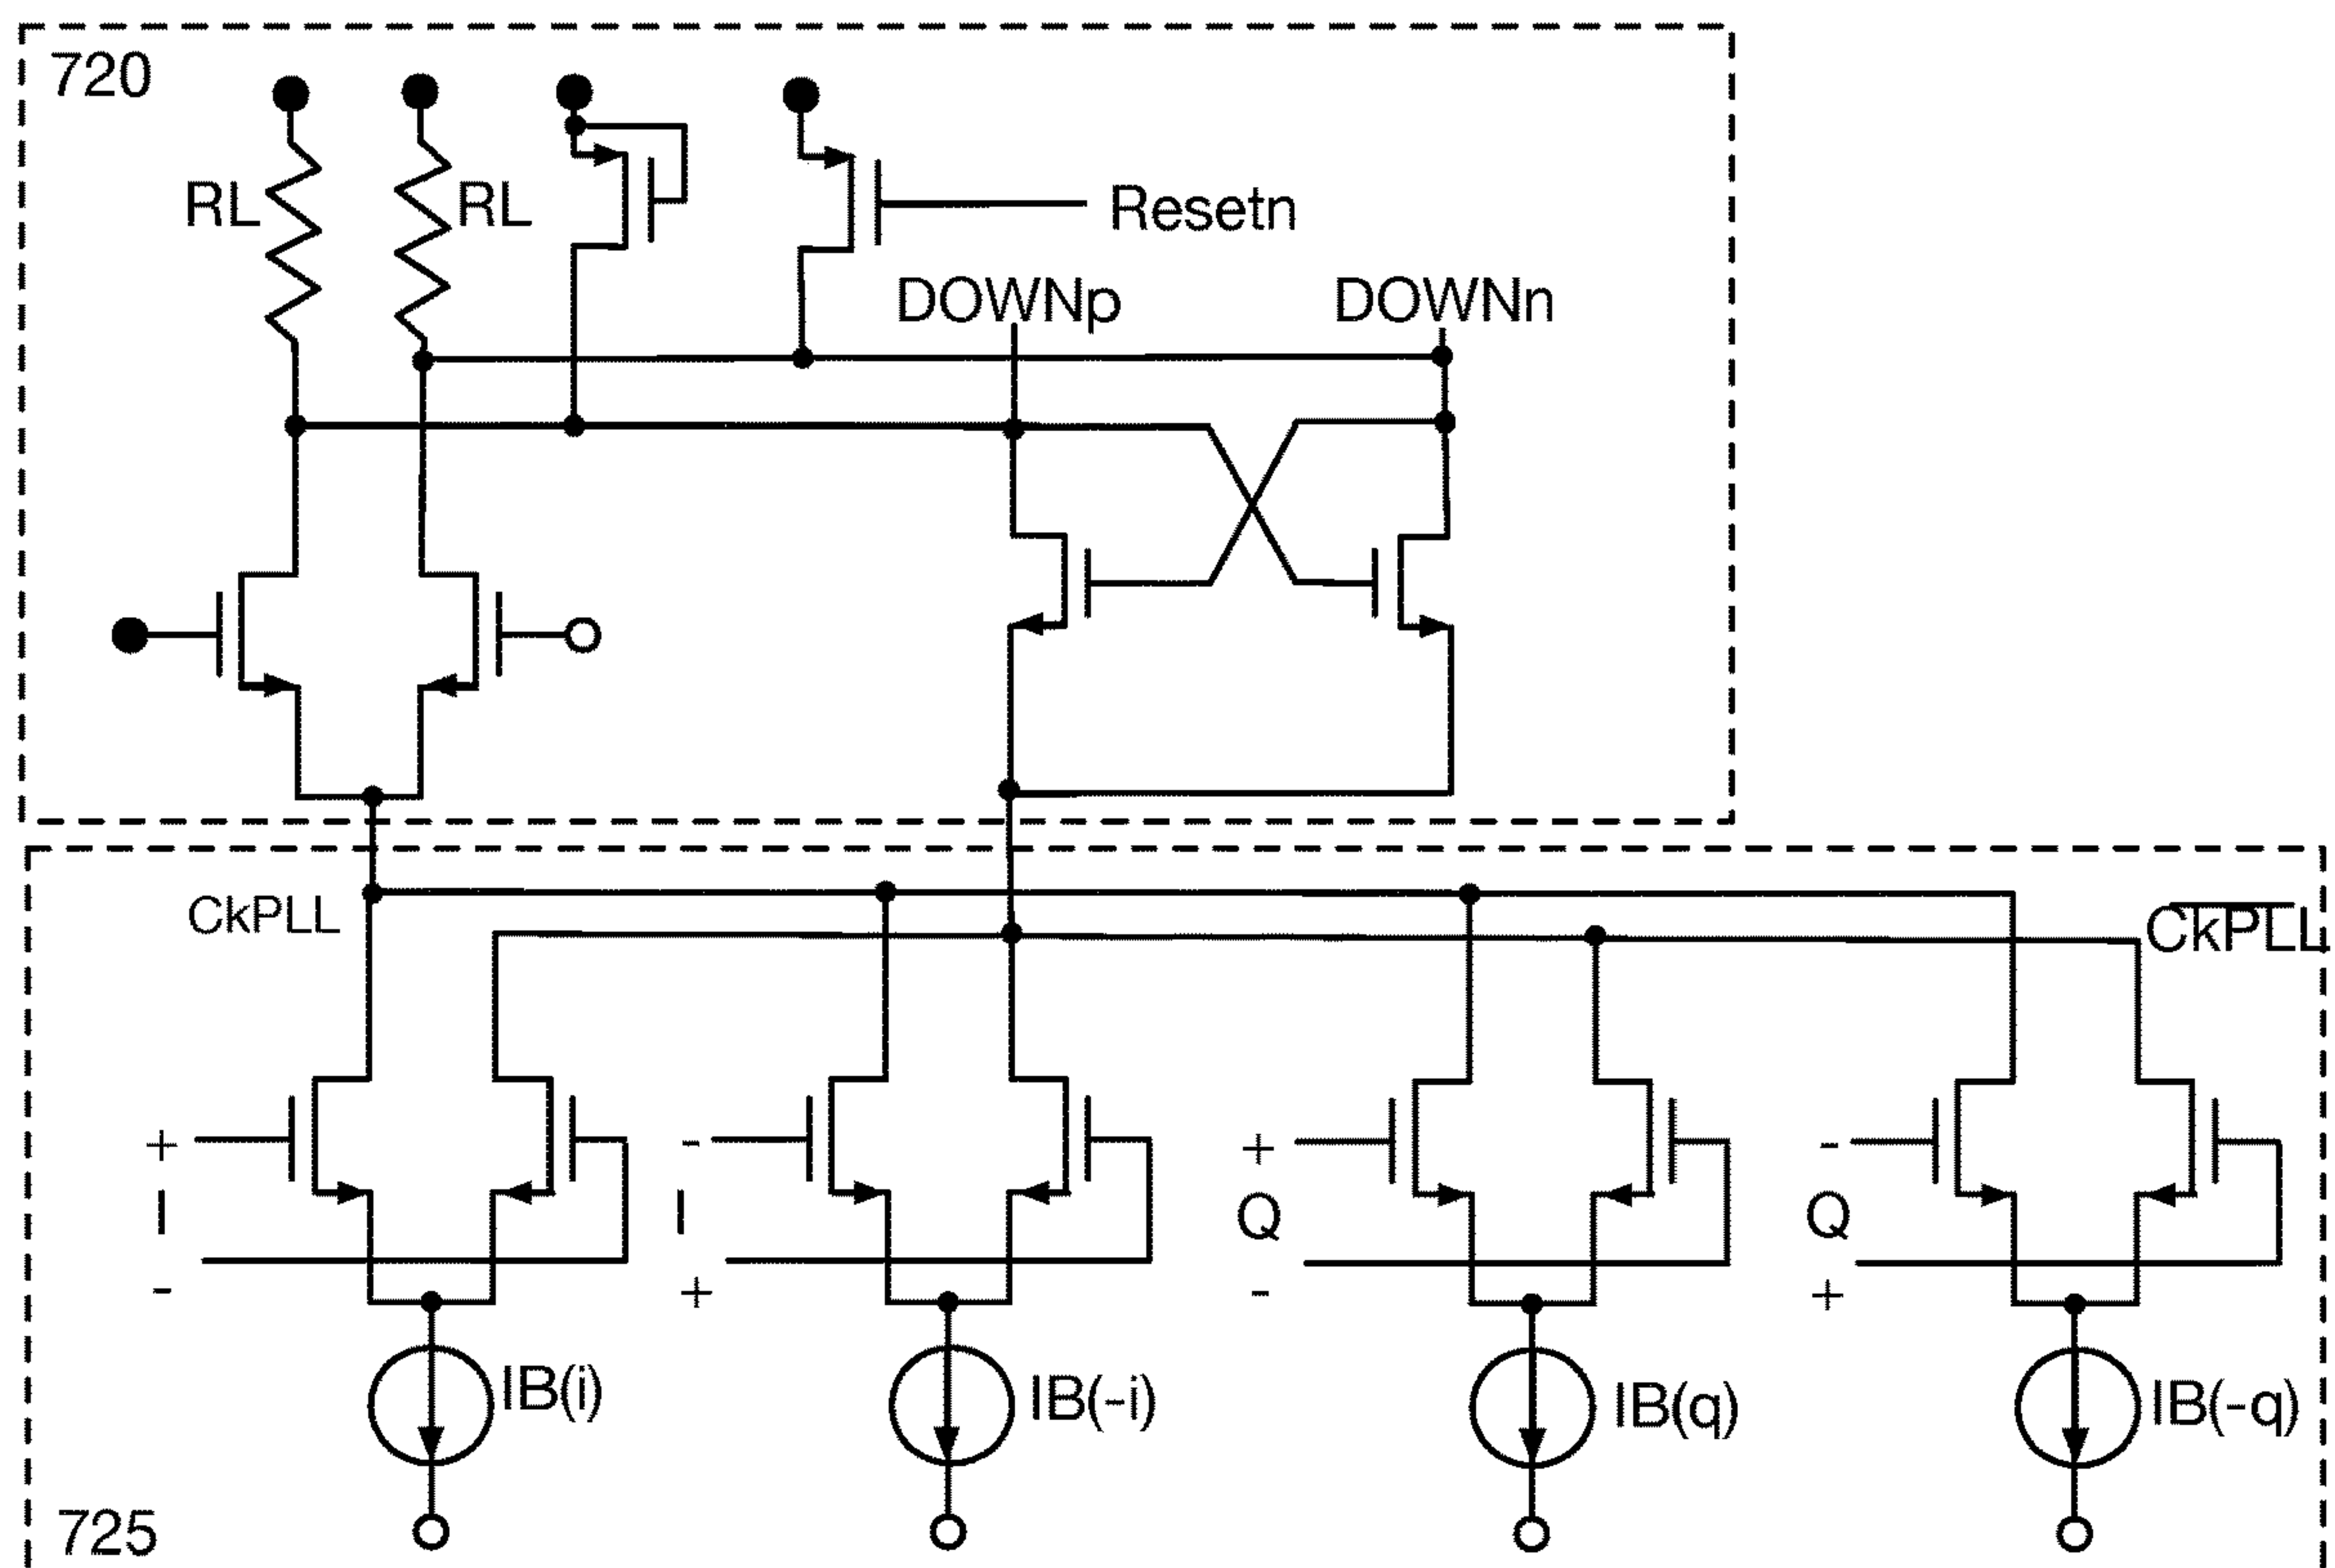 720
RL
RL
Resetn
DOWNp
DOWNn
CkPLL
CkPLL
+
I
-
-
I
+
+
Q
-
-
Q
+
IB(i)
IB(-i)
IB(q)
IB(-q)
725